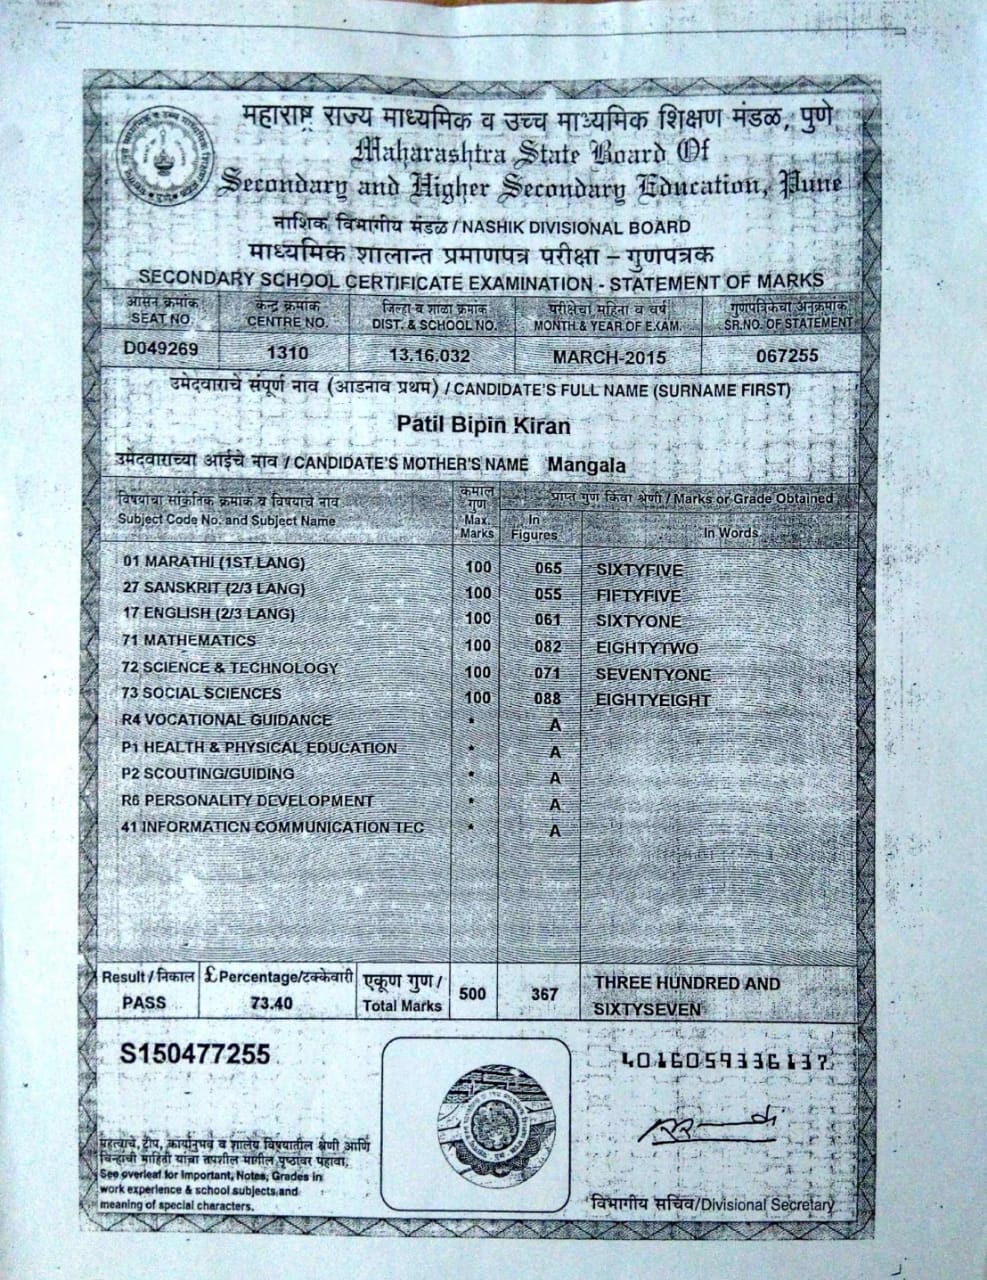 महाराष्ट्र राज्य माध्यमिक व उच्च माध्यमिक शिक्षण मंडळ, पुणे
Maharashtra State Board Of
Secondary and Higher Secondary Education, Pune
नाशिक विभागीय मंडळ / NASHIK DIVISIONAL BOARD
माध्यमिक शालान्त प्रमाणपत्र परीक्षा – गुणपत्रक
SECONDARY SCHOOL CERTIFICATE EXAMINATION - STATEMENT OF MARKS
आसन क्रमांक केन्द्र क्रमांक जिल्हा व शाळा क्रमांक परीक्षेचा महिना व वर्ष गुणपत्रिकेचा अनुक्रमांक
SEAT NO. CENTRE NO. DIST. & SCHOOL NO. MONTH & YEAR OF EXAM. SR.NO. OF STATEMENT
D049269 1310 13.16.032 MARCH-2015 067255
उमेदवाराचे संपूर्ण नाव (आडनाव प्रथम) / CANDIDATE'S FULL NAME (SURNAME FIRST)
Patil Bipin Kiran
उमेदवाराच्या आईचे नाव / CANDIDATE'S MOTHER'S NAME Mangala
विषयाचा सांकेतिक क्रमांक व विषयाचे नाव कमाल गुण प्राप्त गुण किंवा श्रेणी / Marks or Grade Obtained
Subject Code No. and Subject Name Max. Marks In Figures In Words
01 MARATHI (1ST LANG) 100 065 SIXTYFIVE
27 SANSKRIT (2/3 LANG) 100 055 FIFTYFIVE
17 ENGLISH (2/3 LANG) 100 061 SIXTYONE
71 MATHEMATICS 100 082 EIGHTYTWO
72 SCIENCE & TECHNOLOGY 100 071 SEVENTYONE
73 SOCIAL SCIENCES 100 088 EIGHTYEIGHT
R4 VOCATIONAL GUIDANCE * A
P1 HEALTH & PHYSICAL EDUCATION * A
P2 SCOUTING/GUIDING * A
R6 PERSONALITY DEVELOPMENT * A
41 INFORMATION COMMUNICATION TEC * A
Result / निकाल £ Percentage/टक्केवारी एकूण गुण / 500 367 THREE HUNDRED AND
PASS 73.40 Total Marks SIXTYSEVEN
S150477255
4016059336137
महत्वाचे, टीप, कार्यानुभव व शालेय विषयातील श्रेणी आणि
चिन्हांची माहिती यांचा तपशील मागील पृष्ठावर पहावा.
See overleaf for Important, Notes, Grades in
work experience & school subjects and
meaning of special characters.
विभागीय सचिव/Divisional Secretary